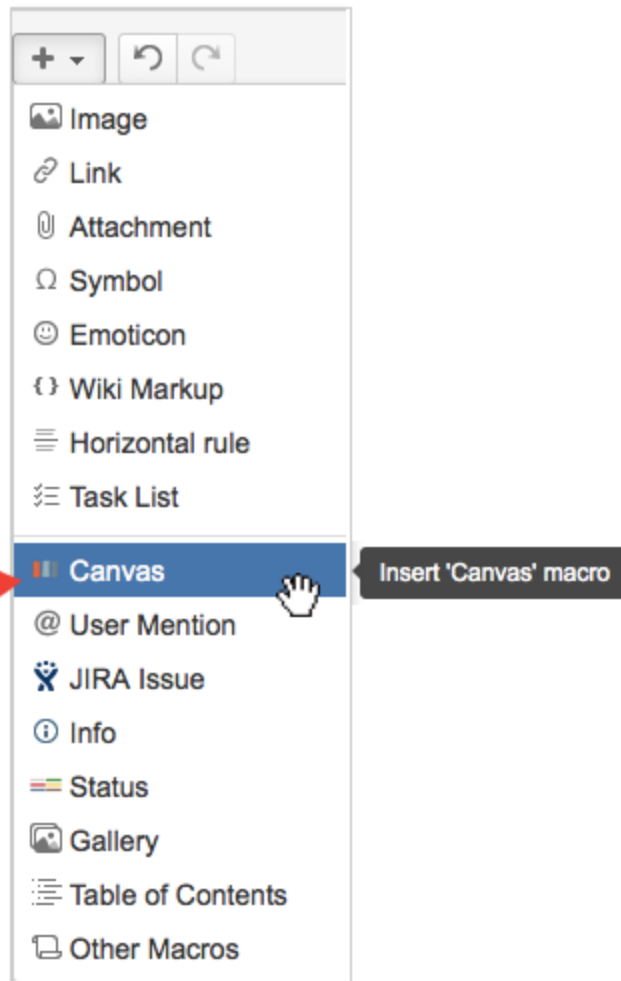 Image
Link
Attachment
Symbol
Emoticon
Wiki Markup
Horizontal rule
Task List
Canvas
Insert 'Canvas' macro
User Mention
JIRA Issue
Info
Status
Gallery
Table of Contents
Other Macros